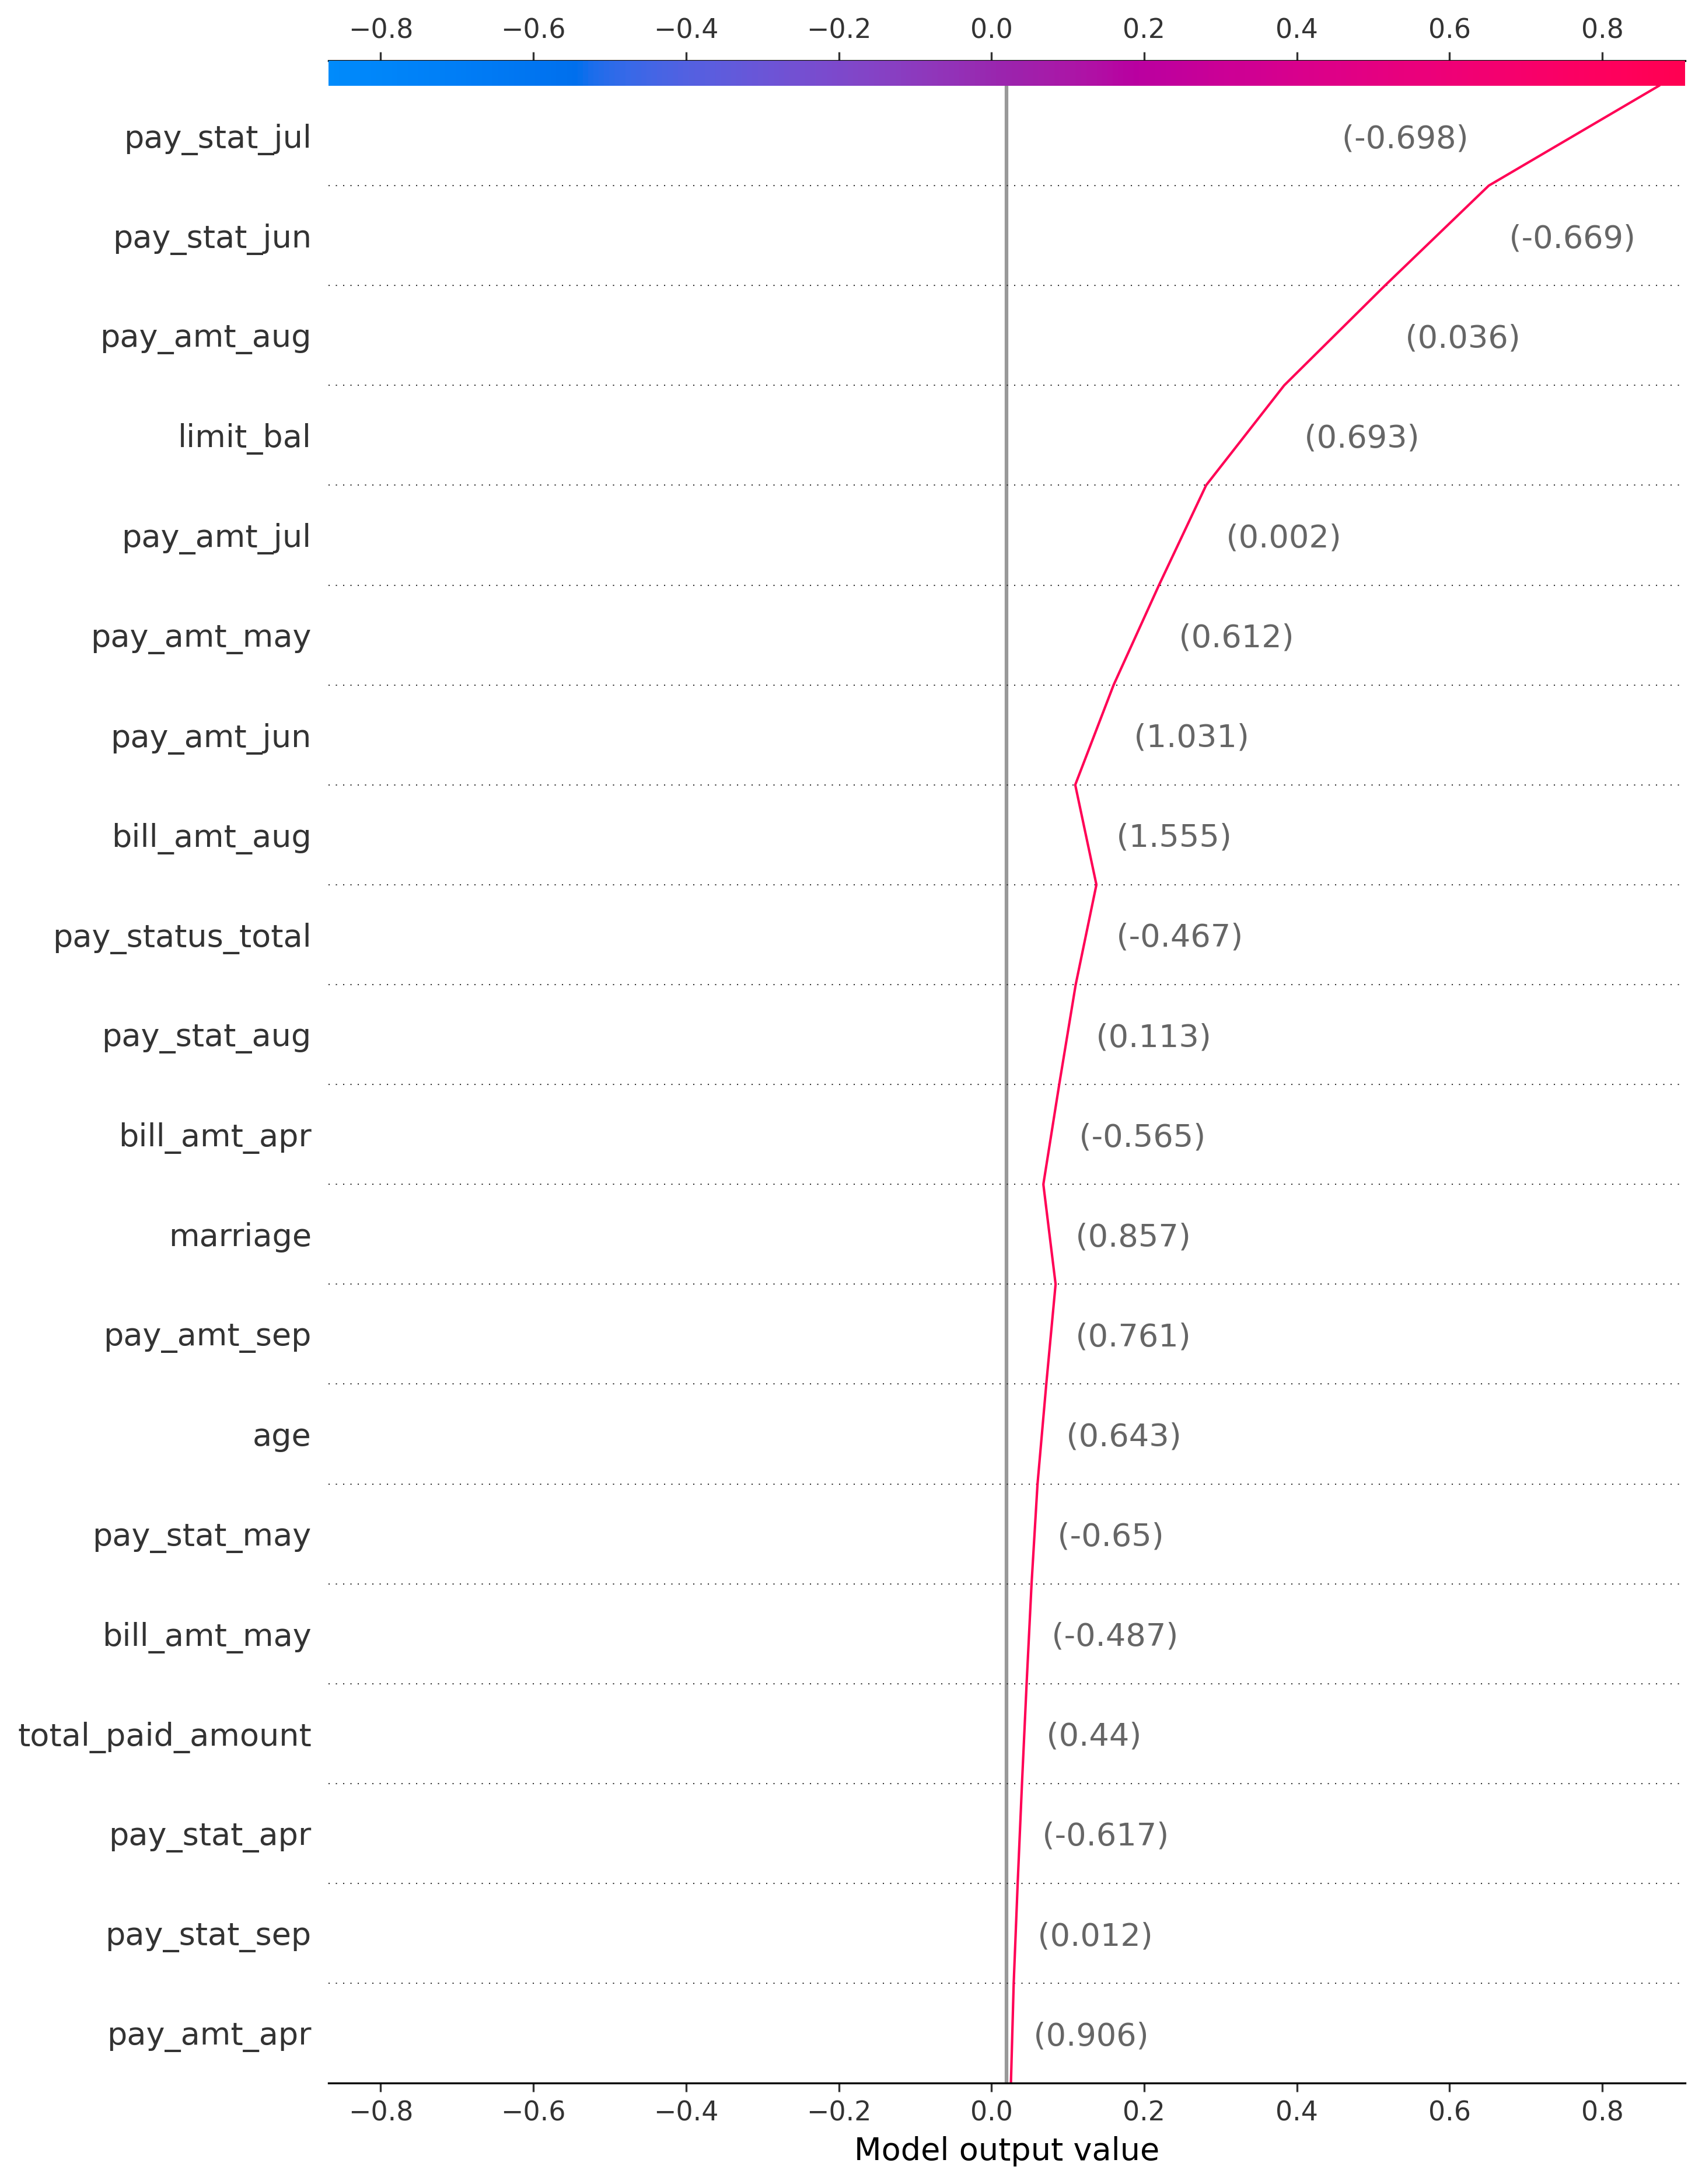 −0.8 −0.6 −0.4 −0.2 0.0 0.2 0.4 0.6 0.8
pay_stat_jul (-0.698)
pay_stat_jun (-0.669)
pay_amt_aug (0.036)
limit_bal (0.693)
pay_amt_jul (0.002)
pay_amt_may (0.612)
pay_amt_jun (1.031)
bill_amt_aug (1.555)
pay_status_total (-0.467)
pay_stat_aug (0.113)
bill_amt_apr (-0.565)
marriage (0.857)
pay_amt_sep (0.761)
age (0.643)
pay_stat_may (-0.65)
bill_amt_may (-0.487)
total_paid_amount (0.44)
pay_stat_apr (-0.617)
pay_stat_sep (0.012)
pay_amt_apr (0.906)
−0.8 −0.6 −0.4 −0.2 0.0 0.2 0.4 0.6 0.8
Model output value